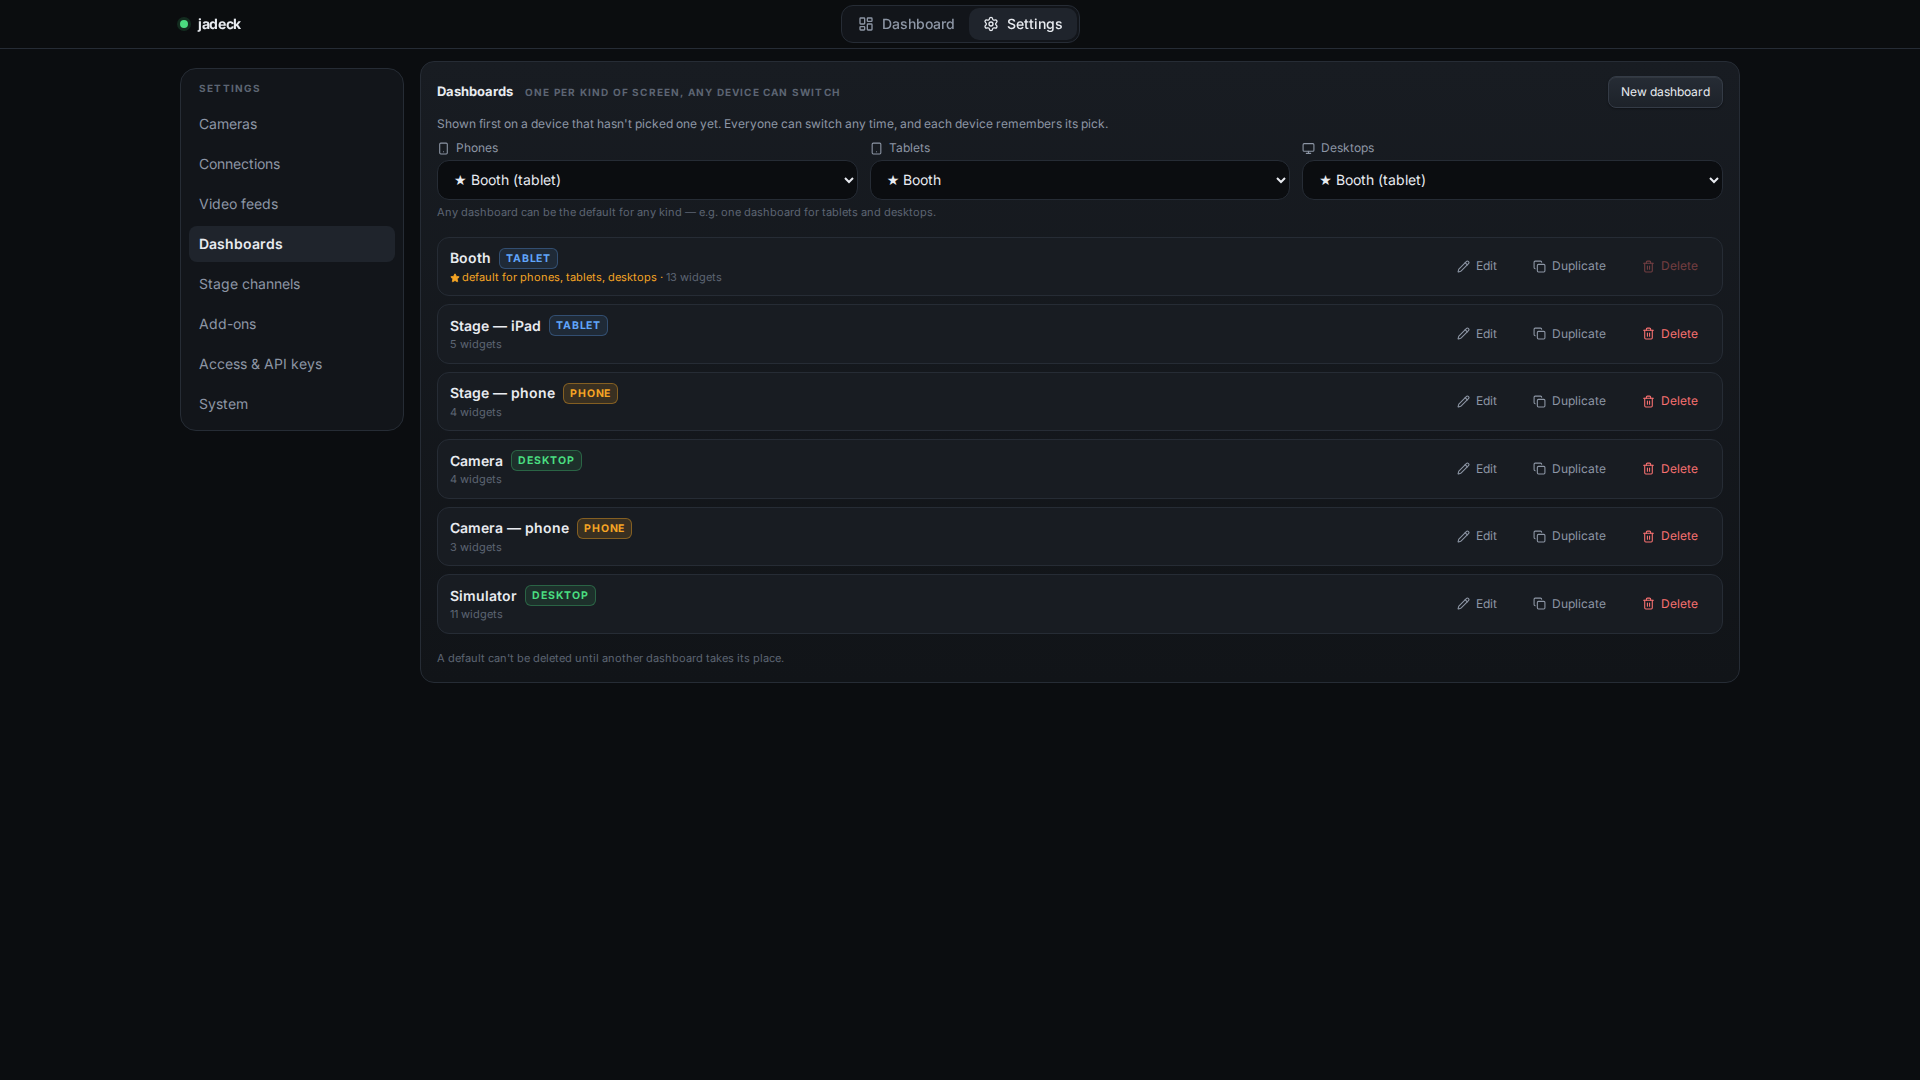 jadeck
Dashboard
Settings
SETTINGS
Cameras
Connections
Video feeds
Dashboards
Stage channels
Add-ons
Access & API keys
System
Dashboards ONE PER KIND OF SCREEN, ANY DEVICE CAN SWITCH
New dashboard
Shown first on a device that hasn't picked one yet. Everyone can switch any time, and each device remembers its pick.
Phones
★ Booth (tablet)
Tablets
★ Booth
Desktops
★ Booth (tablet)
Any dashboard can be the default for any kind — e.g. one dashboard for tablets and desktops.
Booth TABLET
★ default for phones, tablets, desktops · 13 widgets
Edit Duplicate Delete
Stage — iPad TABLET
5 widgets
Edit Duplicate Delete
Stage — phone PHONE
4 widgets
Edit Duplicate Delete
Camera DESKTOP
4 widgets
Edit Duplicate Delete
Camera — phone PHONE
3 widgets
Edit Duplicate Delete
Simulator DESKTOP
11 widgets
Edit Duplicate Delete
A default can't be deleted until another dashboard takes its place.